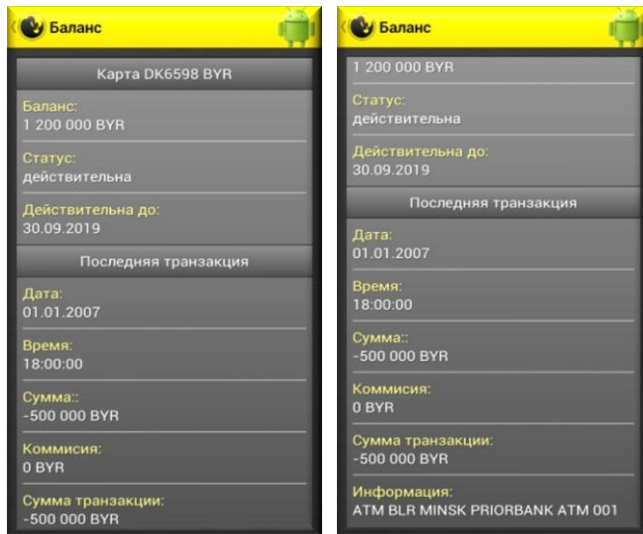 Баланс
Карта DK6598 BYR
Баланс:
1 200 000 BYR
Статус:
действительна
Действительна до:
30.09.2019
Последняя транзакция
Дата:
01.01.2007
Время:
18:00:00
Сумма::
-500 000 BYR
Коммисия:
0 BYR
Сумма транзакции:
-500 000 BYR
Баланс
1 200 000 BYR
Статус:
действительна
Действительна до:
30.09.2019
Последняя транзакция
Дата:
01.01.2007
Время:
18:00:00
Сумма::
-500 000 BYR
Коммисия:
0 BYR
Сумма транзакции:
-500 000 BYR
Информация:
ATM BLR MINSK PRIORBANK ATM 001